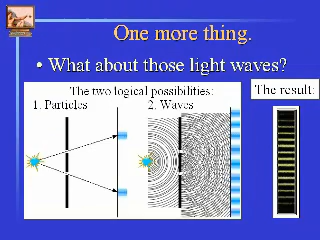 One more thing.
• What about those light waves?
The two logical possibilities:
1. Particles 2. Waves
The result: